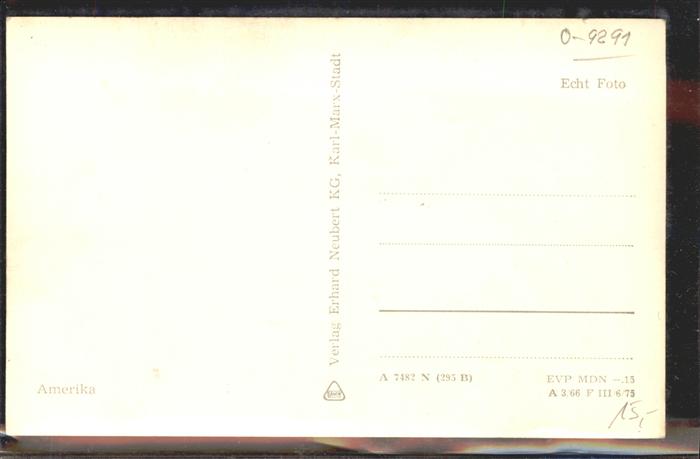 O-9291
Echt Foto
Verlag Erhard Neubert KG, Karl-Marx-Stadt
Amerika
A 7482 N (295 B)
EVP MDN —.15
A 3/66 F III/6/75
15,-